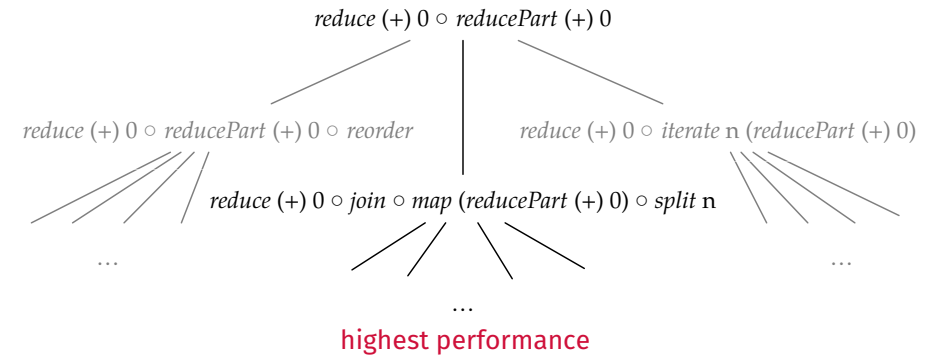 reduce (+) 0 ○ reducePart (+) 0
reduce (+) 0 ○ reducePart (+) 0 ○ reorder
reduce (+) 0 ○ iterate n (reducePart (+) 0)
reduce (+) 0 ○ join ○ map (reducePart (+) 0) ○ split n
...
...
...
highest performance